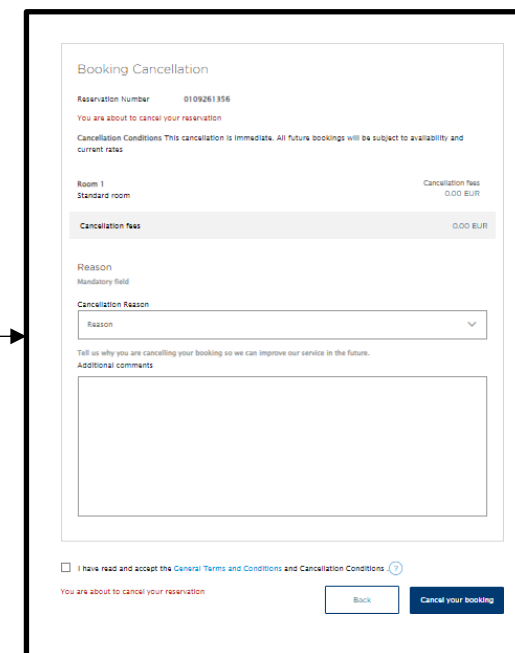 Booking Cancellation
Reservation Number 0109261356
You are about to cancel your reservation
Cancellation Conditions This cancellation is immediate. All future bookings will be subject to availability and
current rates
Room 1 Cancellation fees
Standard room 0.00 EUR
Cancellation fees 0.00 EUR
Reason
Mandatory field
Cancellation Reason
Reason
Tell us why you are cancelling your booking so we can improve our service in the future.
Additional comments
I have read and accept the General Terms and Conditions and Cancellation Conditions . ?
You are about to cancel your reservation
Back Cancel your booking